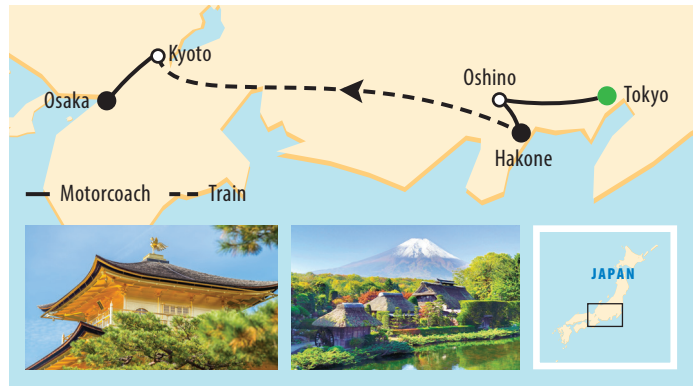 Kyoto
Osaka
Oshino
Tokyo
Hakone
Motorcoach
Train
JAPAN